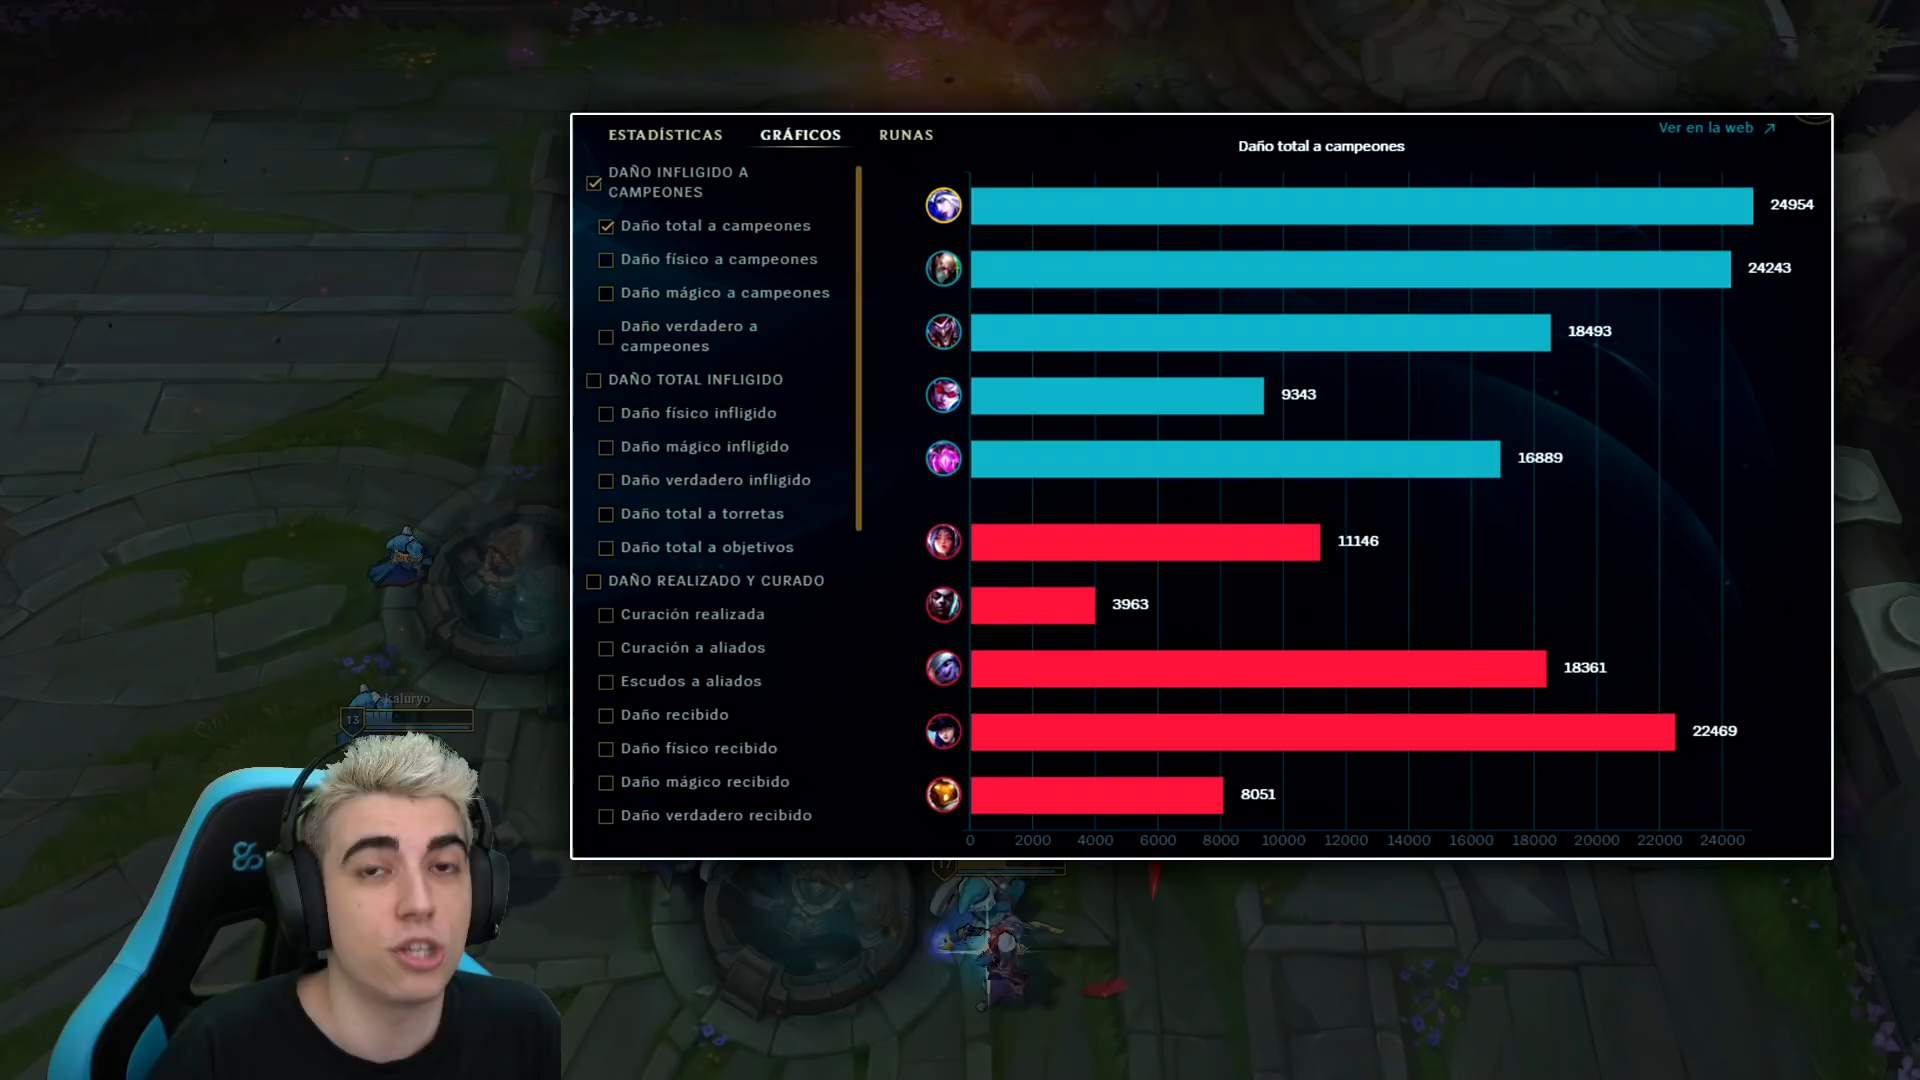 ESTADÍSTICAS
GRÁFICOS
RUNAS
Ver en la web
Daño total a campeones
DAÑO INFLIGIDO A
CAMPEONES
Daño total a campeones
Daño físico a campeones
Daño mágico a campeones
Daño verdadero a
campeones
DAÑO TOTAL INFLIGIDO
Daño físico infligido
Daño mágico infligido
Daño verdadero infligido
Daño total a torretas
Daño total a objetivos
DAÑO REALIZADO Y CURADO
Curación realizada
Curación a aliados
Escudos a aliados
Daño recibido
Daño físico recibido
Daño mágico recibido
Daño verdadero recibido
24954
24243
18493
9343
16889
11146
3963
18361
22469
8051
0 2000 4000 6000 8000 10000 12000 14000 16000 18000 20000 22000 24000
kaluryo
13